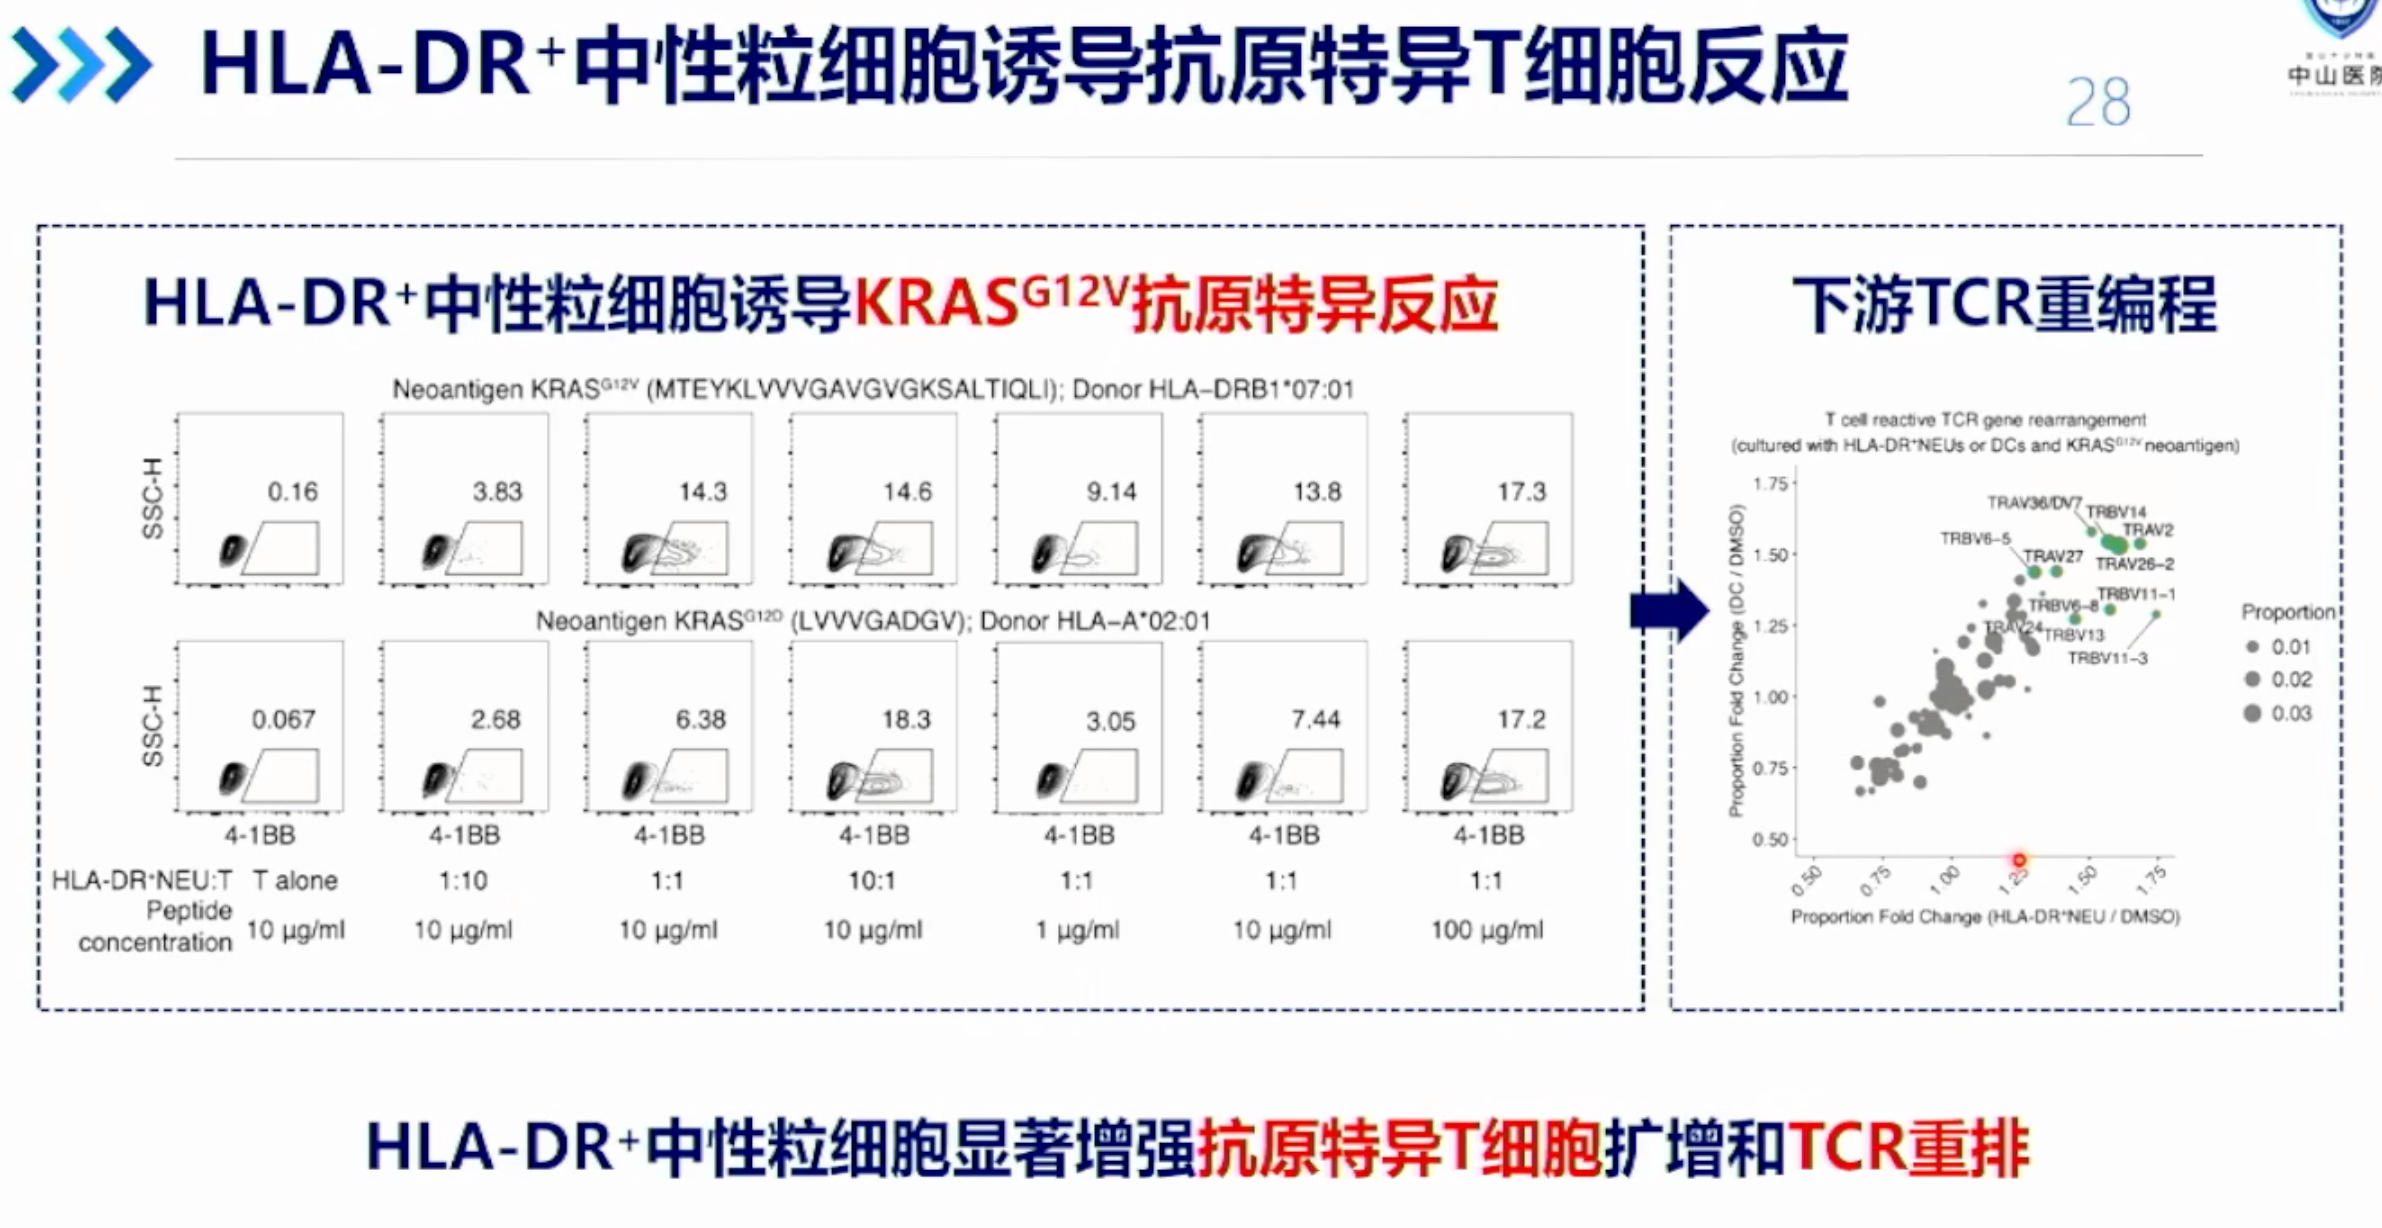 HLA-DR⁺中性粒细胞诱导抗原特异T细胞反应
28
中山医院
HLA-DR⁺中性粒细胞诱导KRASᴳ¹²ⱽ抗原特异反应
Neoantigen KRASᴳ¹²ⱽ (MTEYKLVVVGAVGVGKSALTIQLI); Donor HLA–DRB1*07:01
SSC-H
0.16 3.83 14.3 14.6 9.14 13.8 17.3
Neoantigen KRASᴳ¹²ᴰ (LVVVGADGV); Donor HLA–A*02:01
SSC-H
0.067 2.68 6.38 18.3 3.05 7.44 17.2
4-1BB 4-1BB 4-1BB 4-1BB 4-1BB 4-1BB 4-1BB
HLA-DR⁺NEU:T T alone 1:10 1:1 10:1 1:1 1:1 1:1
Peptide
concentration 10 µg/ml 10 µg/ml 10 µg/ml 10 µg/ml 1 µg/ml 10 µg/ml 100 µg/ml
下游TCR重编程
T cell reactive TCR gene rearrangement
(cultured with HLA-DR⁺NEUs or DCs and KRASᴳ¹²ⱽ neoantigen)
Proportion Fold Change (DC / DMSO)
1.75
1.50
1.25
1.00
0.75
0.50
TRAV36/DV7
TRBV14
TRAV2
TRBV6–5
TRAV27
TRAV26–2
TRBV11–1
TRBV6–8
TRAV24
TRBV13
TRBV11–3
0.50 0.75 1.00 1.25 1.50 1.75
Proportion Fold Change (HLA-DR⁺NEU / DMSO)
Proportion
0.01
0.02
0.03
HLA-DR⁺中性粒细胞显著增强抗原特异T细胞扩增和TCR重排